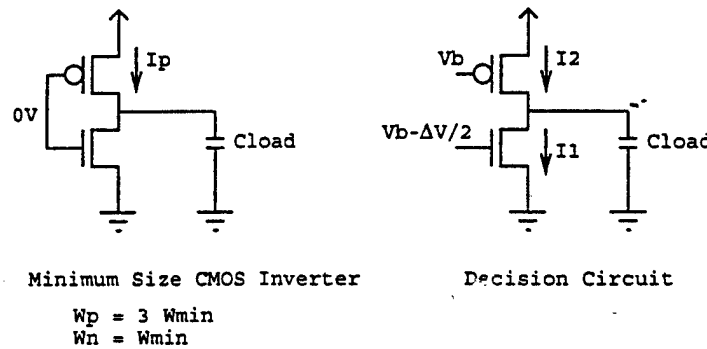 Ip
0V
Cload
Vb
I2
Vb-ΔV/2
I1
Cload
Minimum Size CMOS Inverter
Wp = 3 Wmin
Wn = Wmin
Decision Circuit